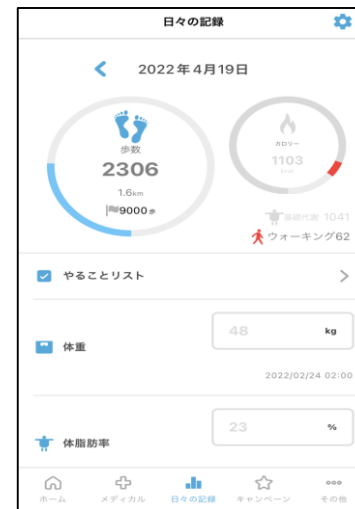 日々の記録
2022年4月19日
歩数
2306
1.6km
9000歩
カロリー
1103
kcal
基礎代謝 1041
ウォーキング62
やることリスト
体重
48
kg
2022/02/24 02:00
体脂肪率
23
%
ホーム
メディカル
日々の記録
キャンペーン
その他